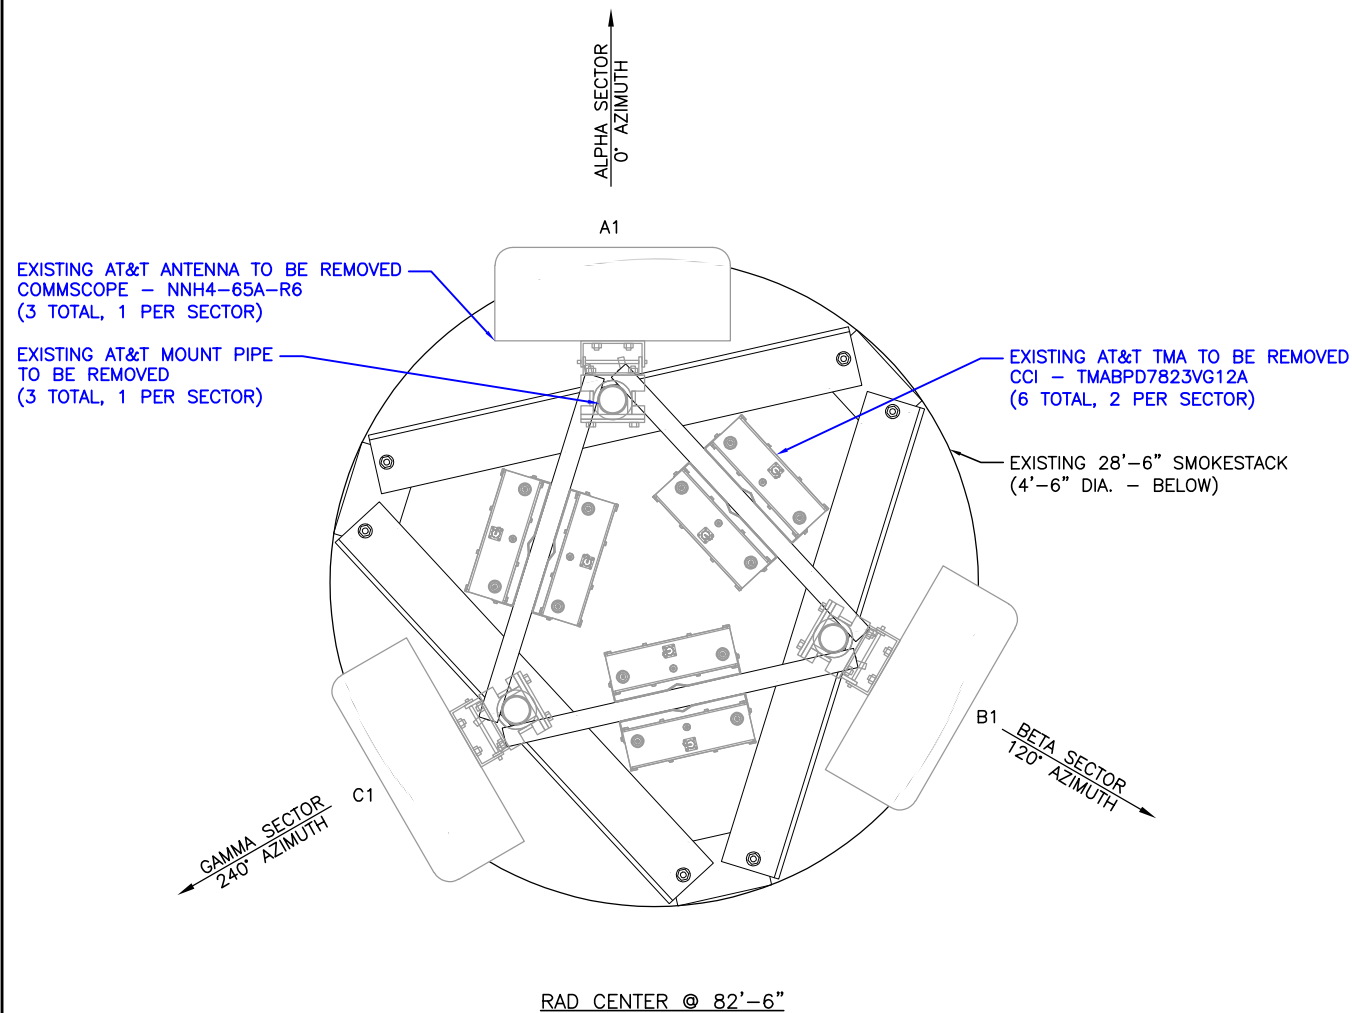 ALPHA SECTOR
0° AZIMUTH
A1
EXISTING AT&T ANTENNA TO BE REMOVED
COMMSCOPE – NNH4–65A–R6
(3 TOTAL, 1 PER SECTOR)
EXISTING AT&T MOUNT PIPE
TO BE REMOVED
(3 TOTAL, 1 PER SECTOR)
EXISTING AT&T TMA TO BE REMOVED
CCI – TMABPD7823VG12A
(6 TOTAL, 2 PER SECTOR)
EXISTING 28'–6" SMOKESTACK
(4'–6" DIA. – BELOW)
B1
BETA SECTOR
120° AZIMUTH
C1
GAMMA SECTOR
240° AZIMUTH
RAD CENTER @ 82'–6"